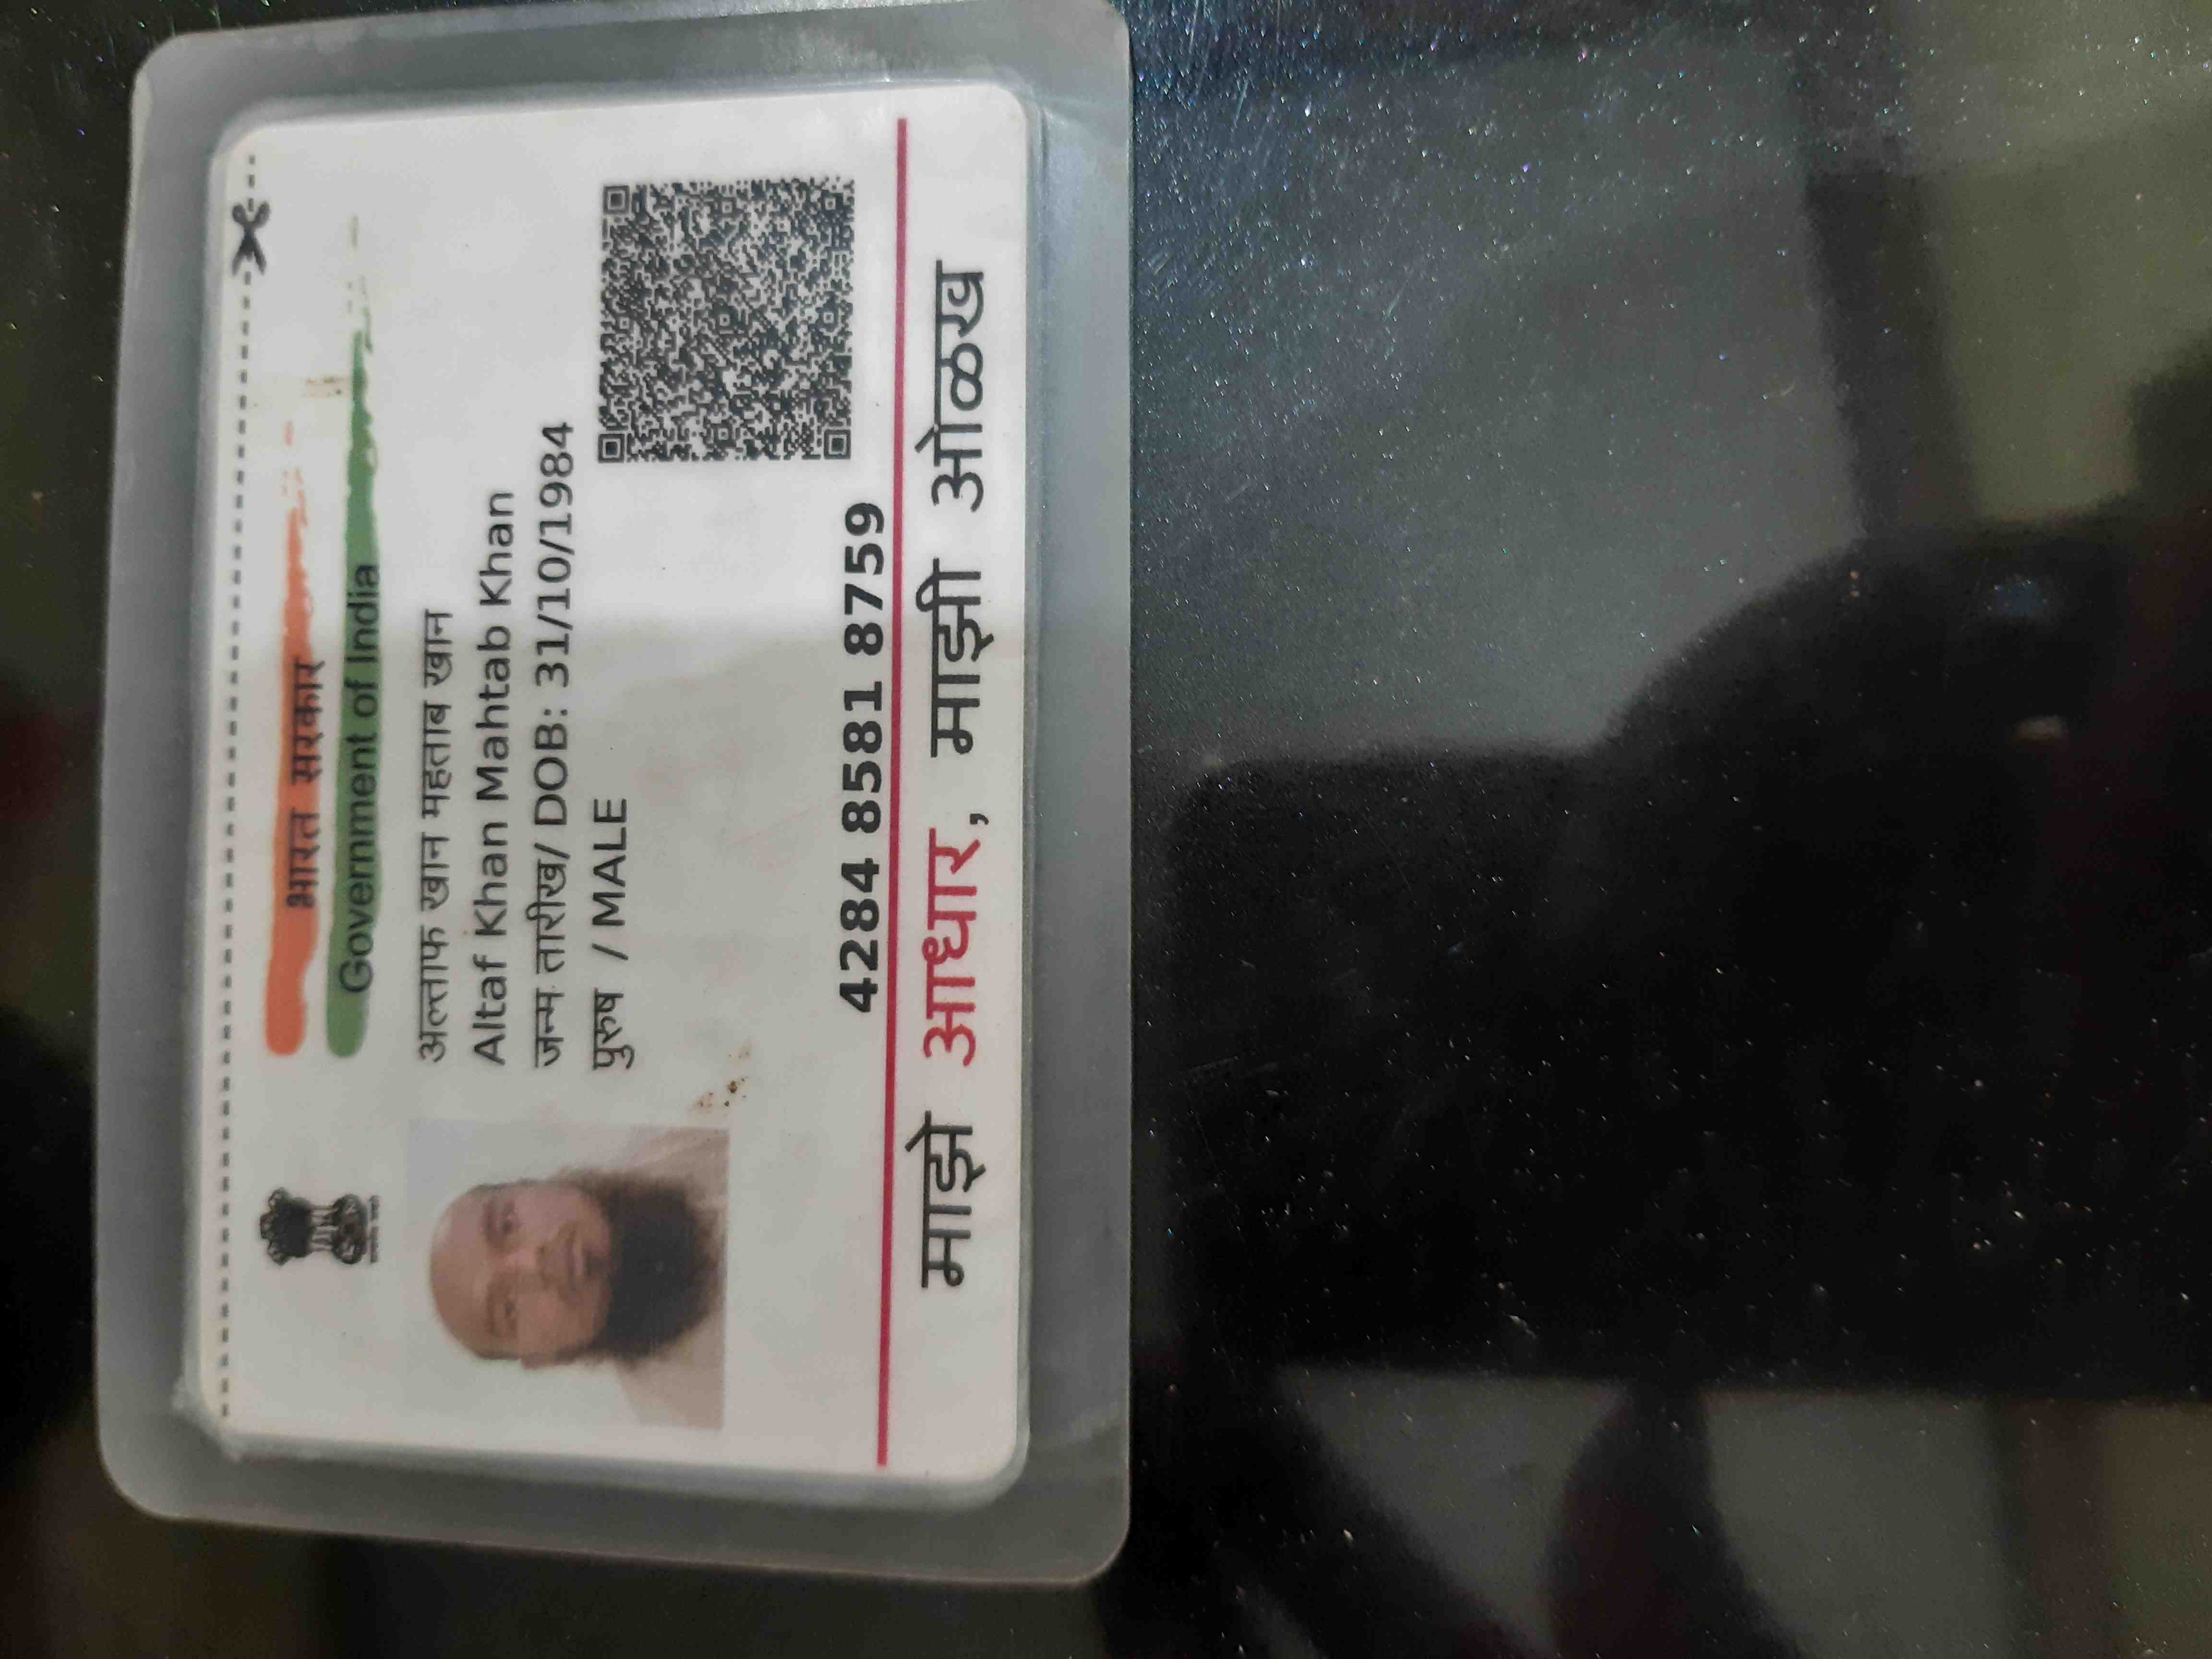 भारत सरकार
Government of India
अल्ताफ खान महताब खान
Altaf Khan Mahtab Khan
जन्म तारीख/ DOB: 31/10/1984
पुरुष / MALE
4284 8581 8759
माझे आधार, माझी ओळख